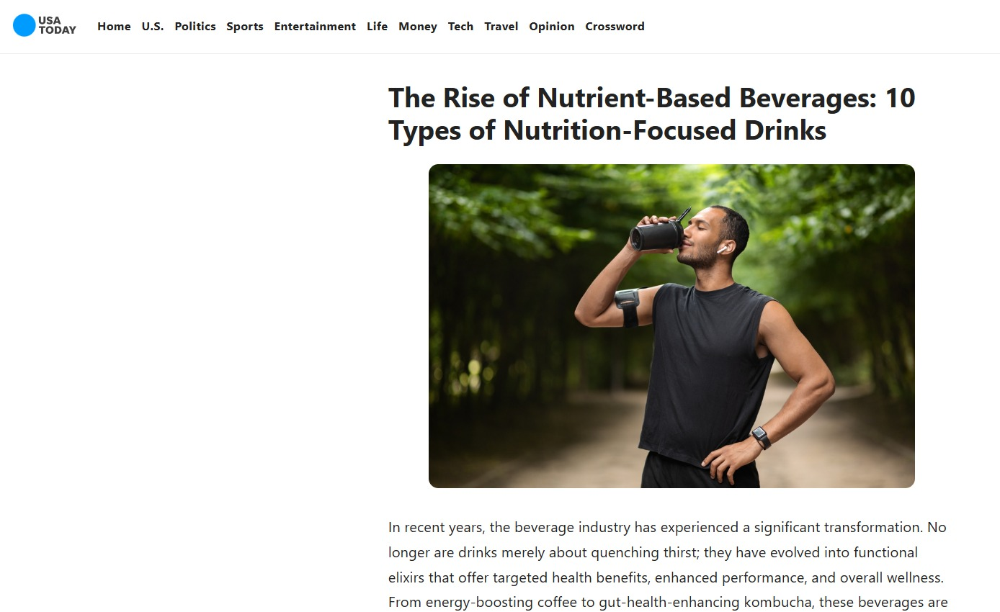 USA
TODAY
Home U.S. Politics Sports Entertainment Life Money Tech Travel Opinion Crossword
The Rise of Nutrient-Based Beverages: 10
Types of Nutrition-Focused Drinks
In recent years, the beverage industry has experienced a significant transformation. No
longer are drinks merely about quenching thirst; they have evolved into functional
elixirs that offer targeted health benefits, enhanced performance, and overall wellness.
From energy-boosting coffee to gut-health-enhancing kombucha, these beverages are